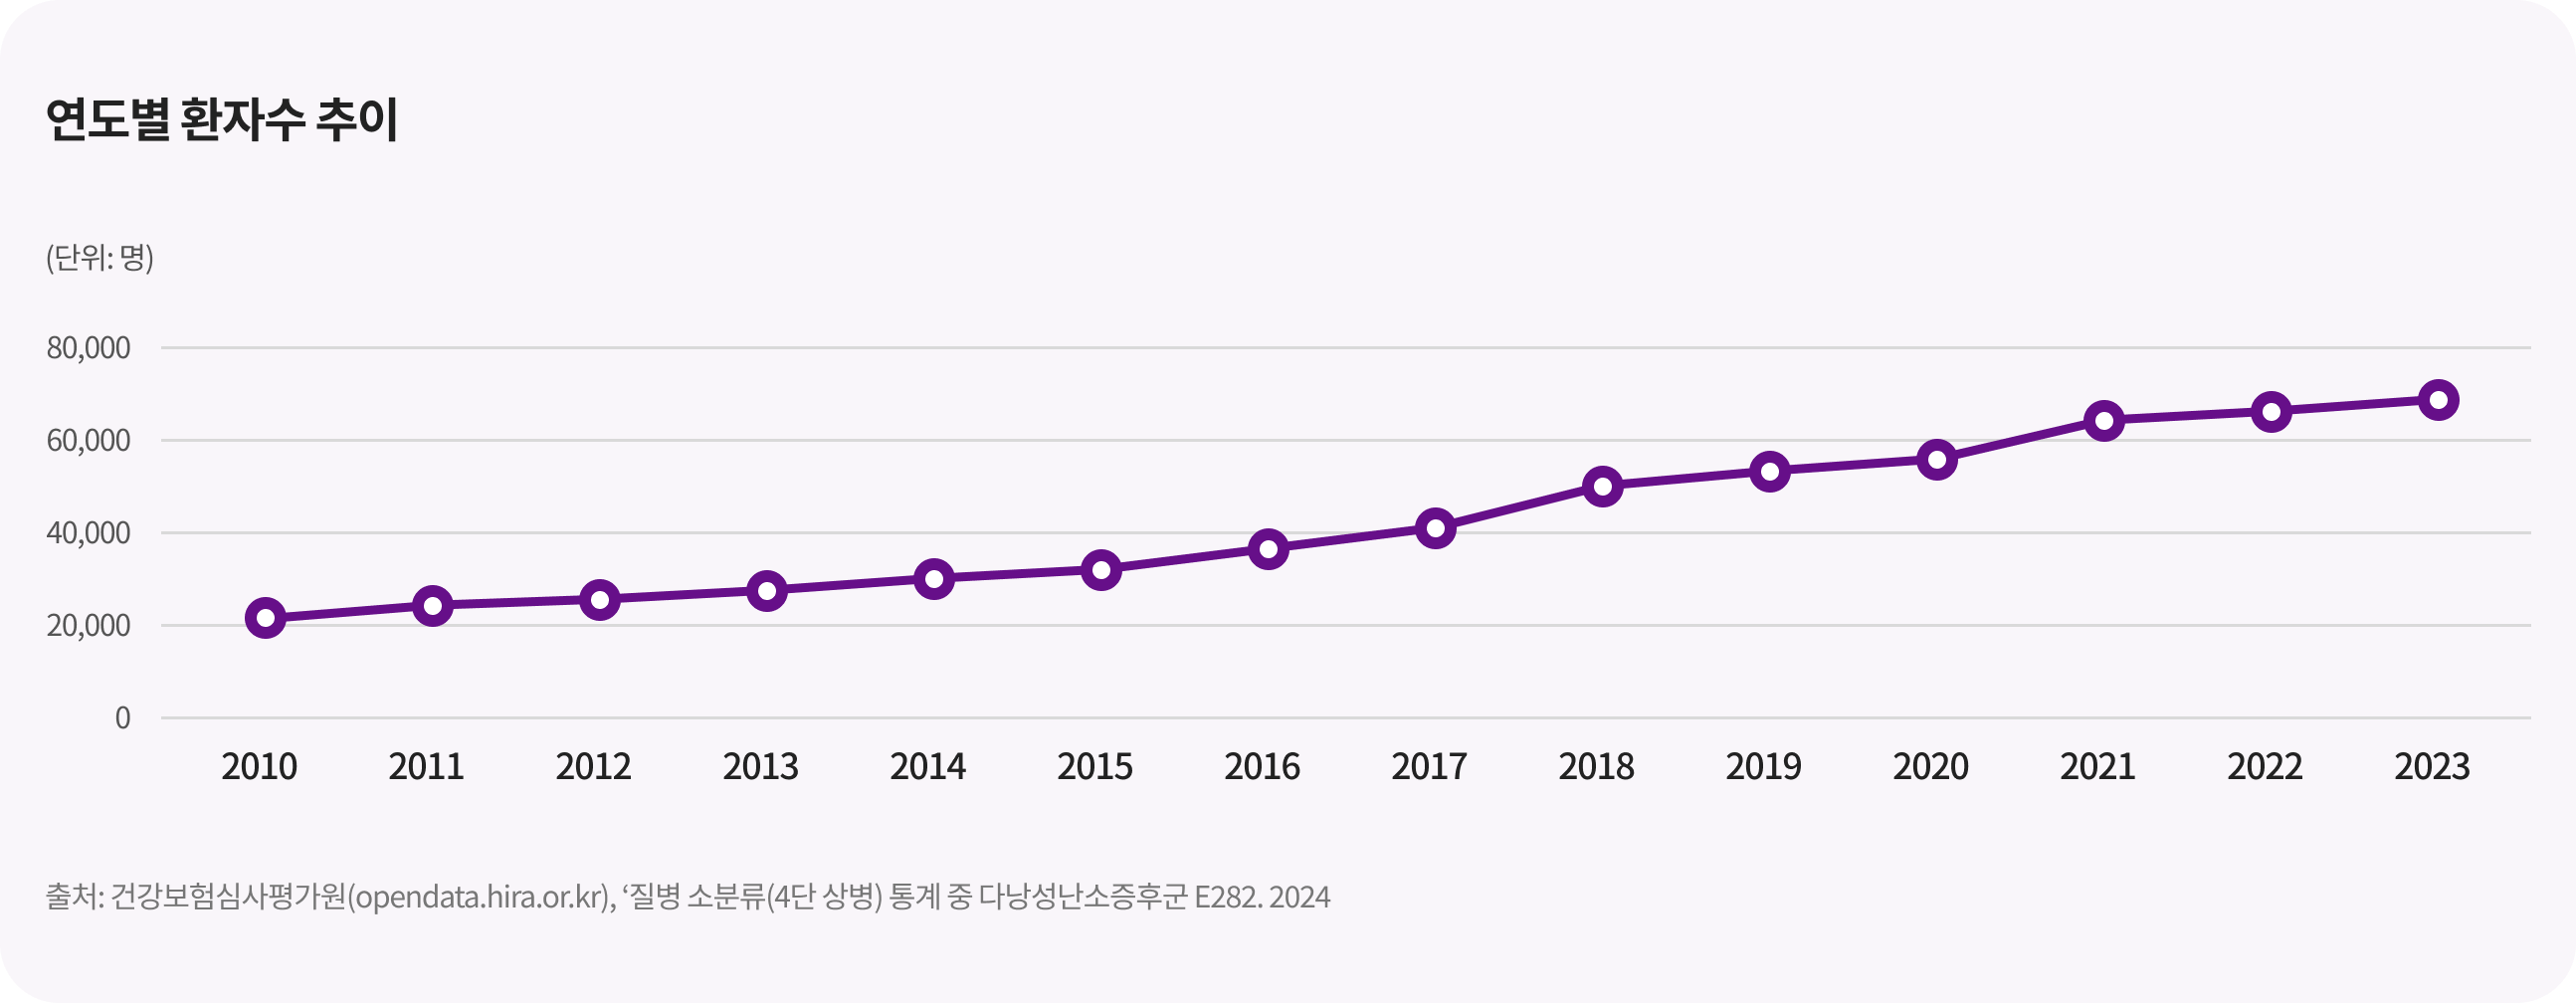 연도별 환자수 추이
(단위: 명)
80,000
60,000
40,000
20,000
0
2010 2011 2012 2013 2014 2015 2016 2017 2018 2019 2020 2021 2022 2023
출처: 건강보험심사평가원(opendata.hira.or.kr), ‘질병 소분류(4단 상병) 통계 중 다낭성난소증후군 E282. 2024